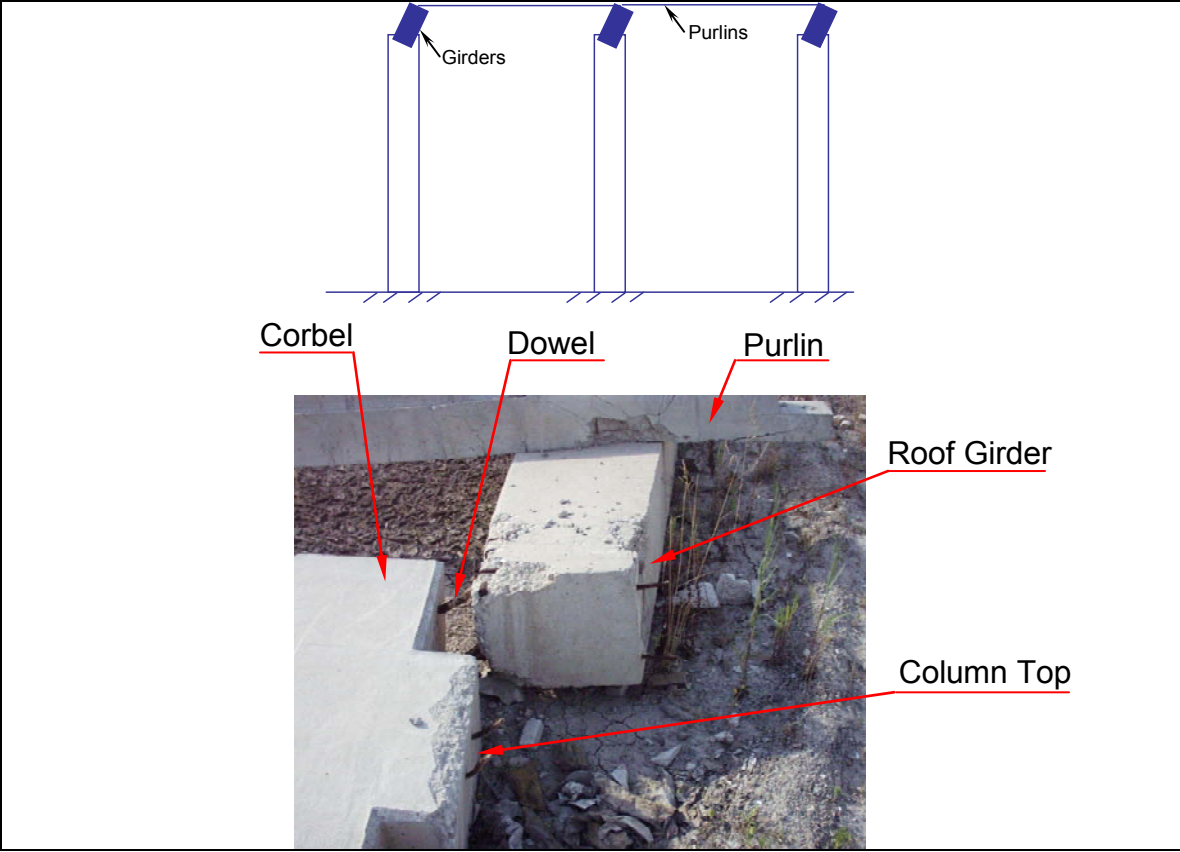 Purlins
Girders
Corbel
Dowel
Purlin
Roof Girder
Column Top